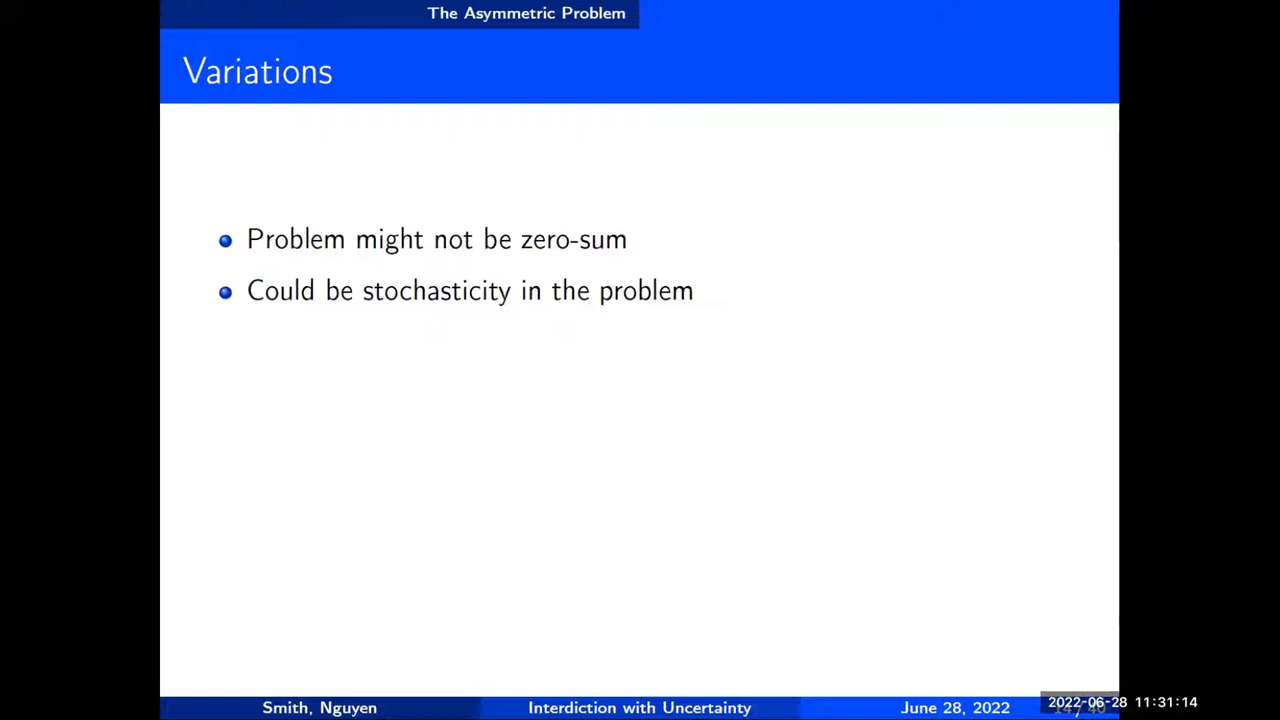 The Asymmetric Problem
Variations
Problem might not be zero-sum
Could be stochasticity in the problem
Smith, Nguyen
Interdiction with Uncertainty
June 28, 2022
2022-06-28 11:31:14